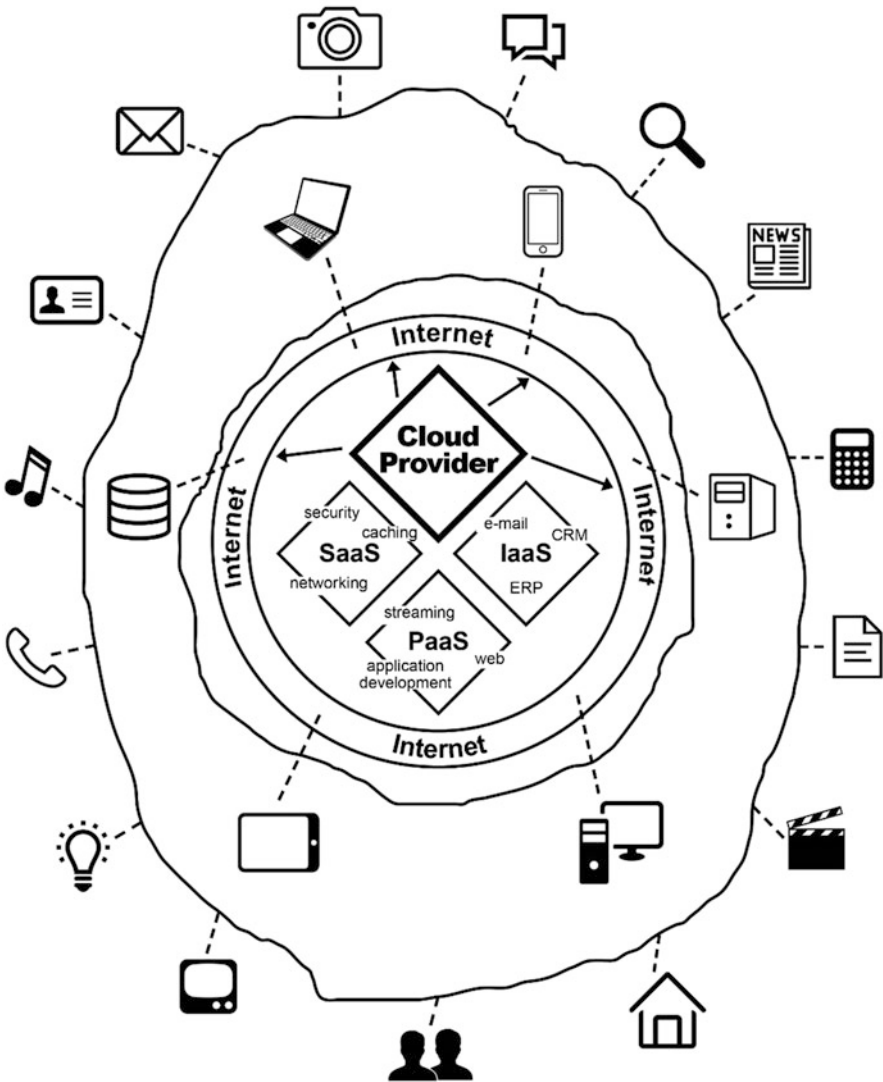 NEWS
Internet
Cloud
Provider
Internet
Internet
security
caching
SaaS
networking
e-mail
CRM
IaaS
ERP
streaming
PaaS
web
application
development
Internet